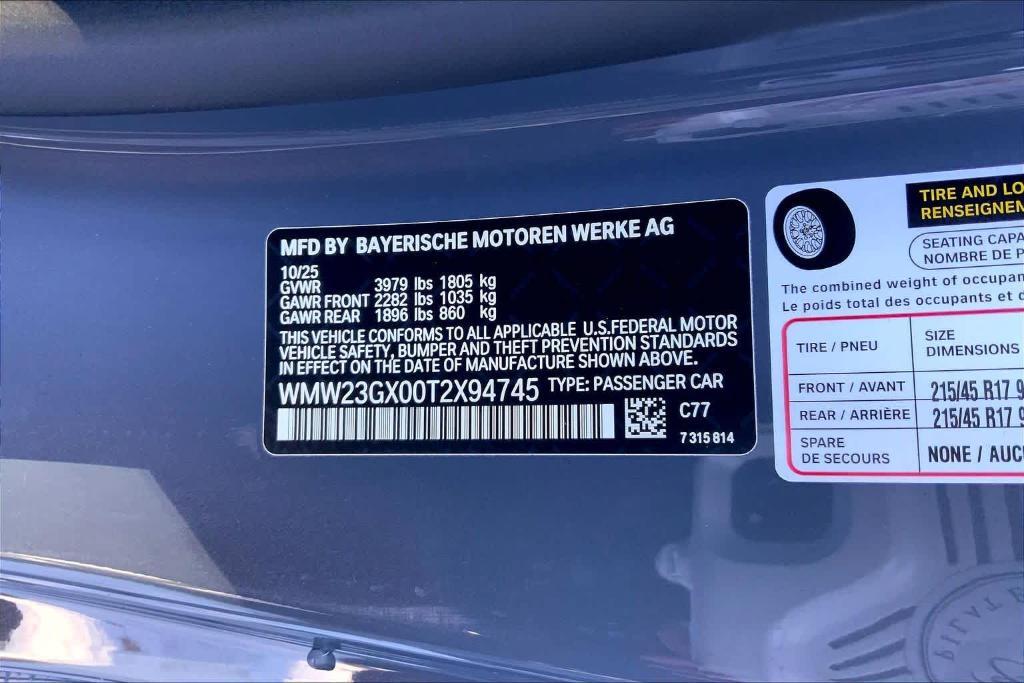 MFD BY BAYERISCHE MOTOREN WERKE AG
10/25
GVWR 3979 lbs 1805 kg
GAWR FRONT 2282 lbs 1035 kg
GAWR REAR 1896 lbs 860 kg
THIS VEHICLE CONFORMS TO ALL APPLICABLE U.S.FEDERAL MOTOR
VEHICLE SAFETY, BUMPER AND THEFT PREVENTION STANDARDS
IN EFFECT ON THE DATE OF MANUFACTURE SHOWN ABOVE.
WMW23GX00T2X94745 TYPE: PASSENGER CAR
C77
7 315 814
TIRE AND LO
RENSEIGNEM
SEATING CAPA
NOMBRE DE P
The combined weight of occupan
Le poids total des occupants et d
TIRE / PNEU SIZE
DIMENSIONS
FRONT / AVANT 215/45 R17 9
REAR / ARRIÈRE 215/45 R17 9
SPARE
DE SECOURS NONE / AUC